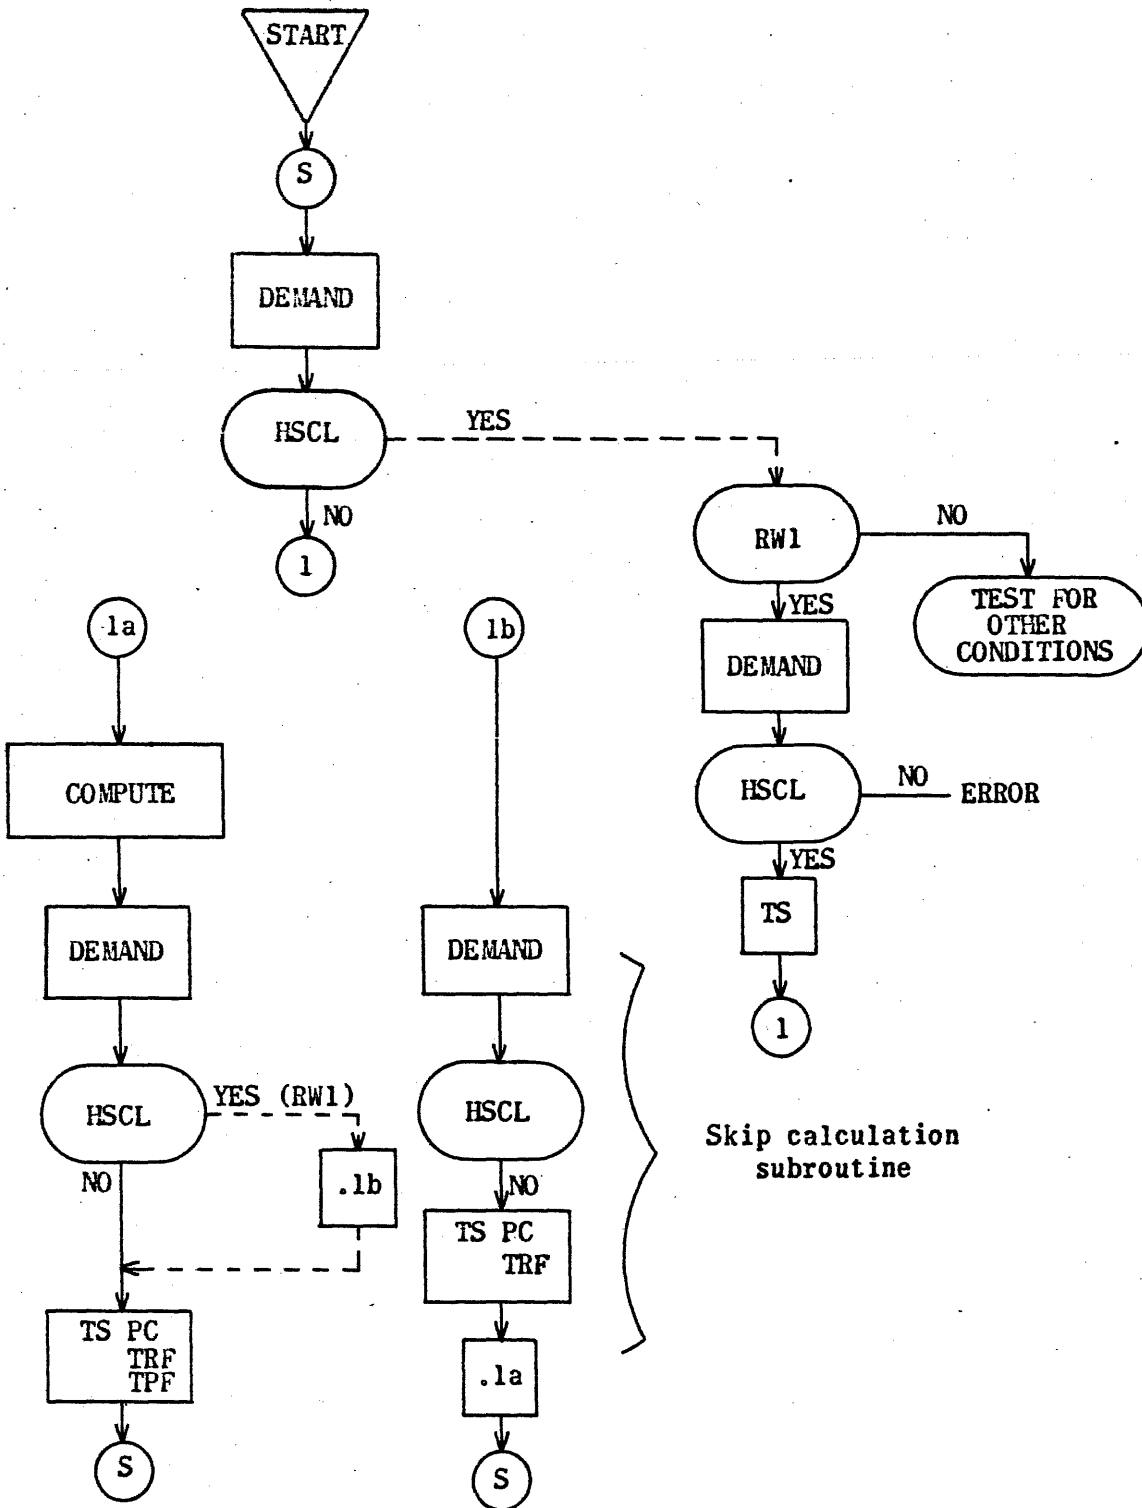 START
S
DEMAND
HSCL
YES
NO
1
RW1
NO
YES
TEST FOR
OTHER
CONDITIONS
DEMAND
HSCL
NO
ERROR
YES
TS
1
1a
COMPUTE
DEMAND
HSCL
YES (RW1)
NO
.1b
TS PC
TRF
TPF
S
1b
DEMAND
HSCL
NO
TS PC
TRF
.1a
S
Skip calculation
subroutine